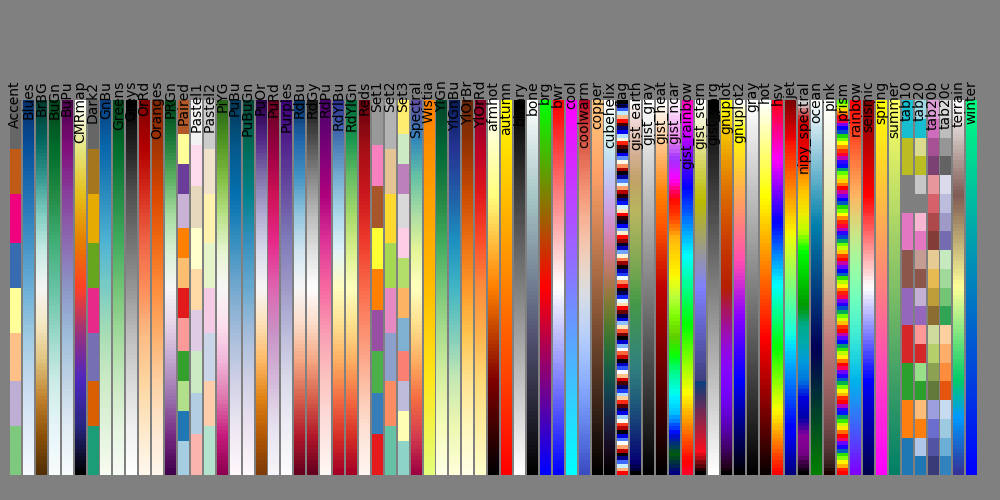 Accent
Blues
BrBG
BuGn
BuPu
CMRmap
Dark2
GnBu
Greens
Greys
OrRd
Oranges
PRGn
Paired
Pastel1
Pastel2
PiYG
PuBu
PuBuGn
PuOr
PuRd
Purples
RdBu
RdGy
RdPu
RdYlBu
RdYlGn
Reds
Set1
Set2
Set3
Spectral
Wistia
YlGn
YlGnBu
YlOrBr
YlOrRd
afmhot
autumn
binary
bone
brg
bwr
cool
coolwarm
copper
cubehelix
flag
gist_earth
gist_gray
gist_heat
gist_ncar
gist_rainbow
gist_stern
gist_yarg
gnuplot
gnuplot2
gray
hot
hsv
jet
nipy_spectral
ocean
pink
prism
rainbow
seismic
spring
summer
tab10
tab20
tab20b
tab20c
terrain
winter